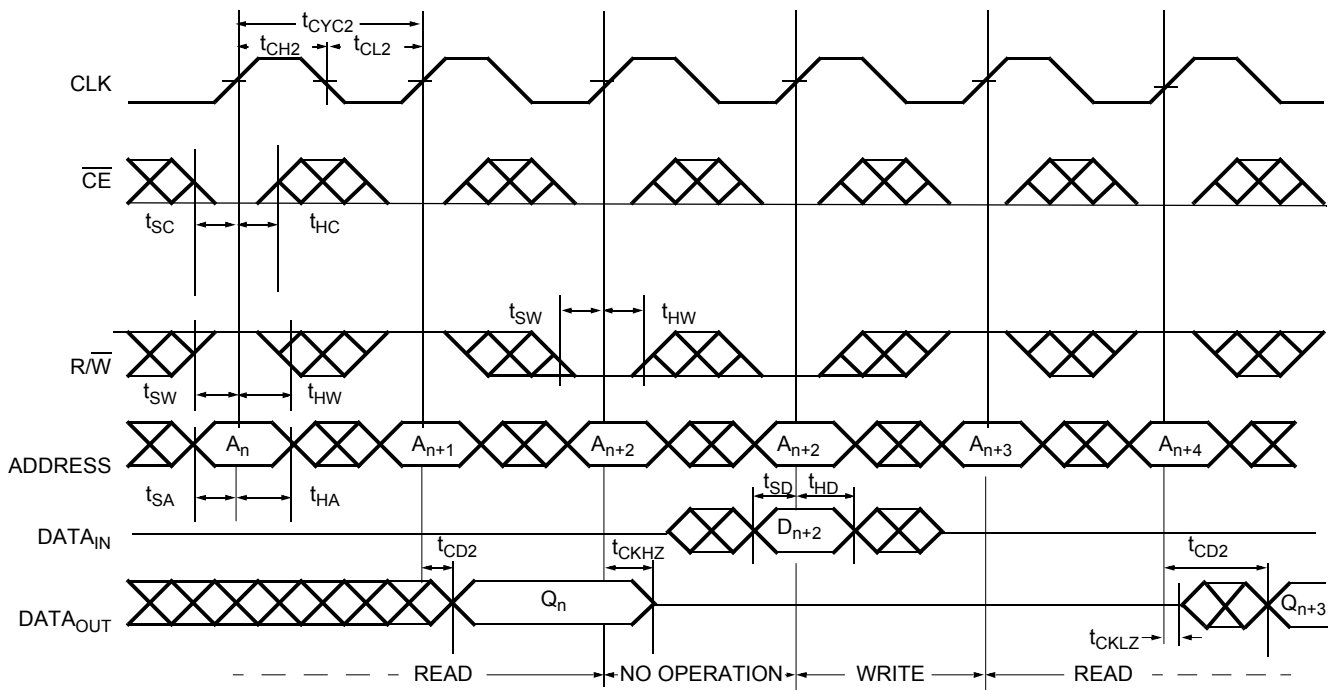 tCYC2
tCH2 tCL2
CLK
CE
tSC tHC
tSW tHW
R/W
tSW tHW
An An+1 An+2 An+2 An+3 An+4
ADDRESS
tSA tHA tSD tHD
DATAIN Dn+2
tCD2 tCKHZ tCD2
DATAOUT Qn Qn+3
tCKLZ
READ NO OPERATION WRITE READ